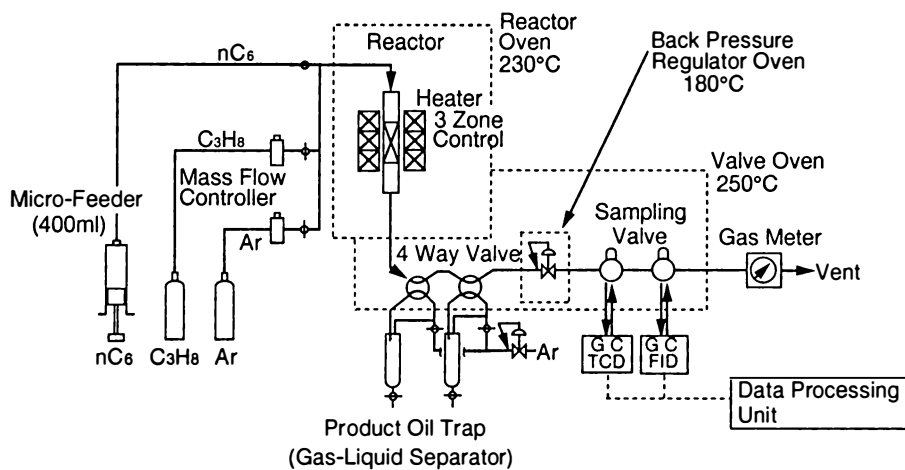 Reactor
Oven
230°C
Reactor
nC6
Back Pressure
Regulator Oven
180°C
Heater
3 Zone
Control
C3H8
Mass Flow
Controller
Valve Oven
250°C
Micro-Feeder
(400ml)
Ar
Sampling
Valve
4 Way Valve
Gas Meter
Vent
nC6
C3H8
Ar
Ar
G C
TCD
G C
FID
Data Processing
Unit
Product Oil Trap
(Gas-Liquid Separator)